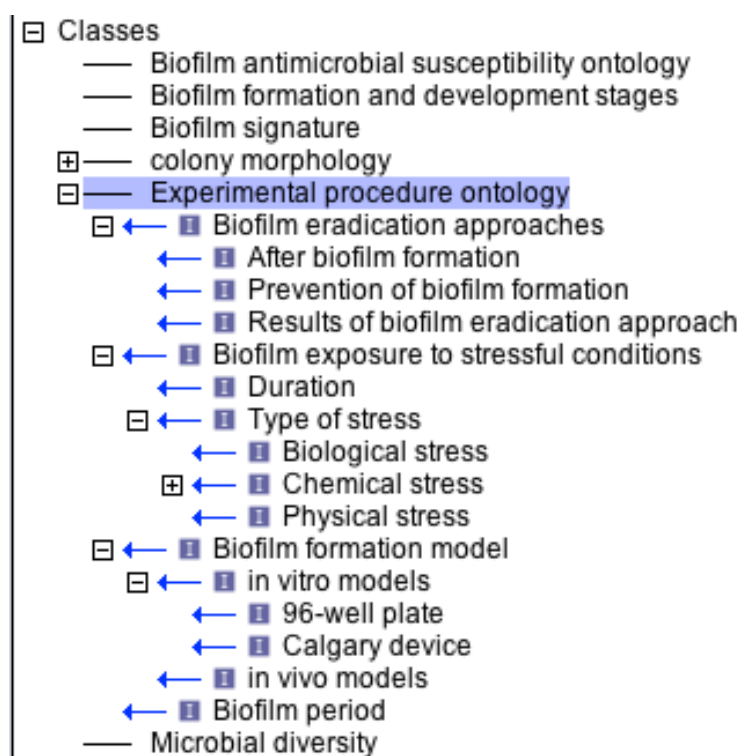 Classes
Biofilm antimicrobial susceptibility ontology
Biofilm formation and development stages
Biofilm signature
colony morphology
Experimental procedure ontology
I Biofilm eradication approaches
I After biofilm formation
I Prevention of biofilm formation
I Results of biofilm eradication approach
I Biofilm exposure to stressful conditions
I Duration
I Type of stress
I Biological stress
I Chemical stress
I Physical stress
I Biofilm formation model
I in vitro models
I 96-well plate
I Calgary device
I in vivo models
I Biofilm period
Microbial diversity